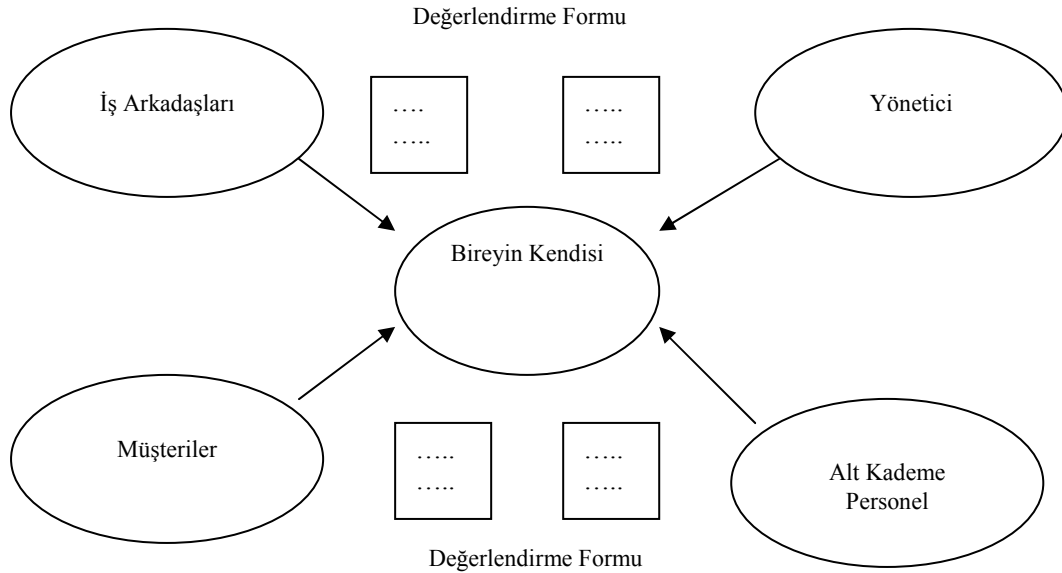 Değerlendirme Formu
İş Arkadaşları
….
…..
…..
…..
Yönetici
Bireyin Kendisi
Müşteriler
…..
…..
…..
…..
Alt Kademe
Personel
Değerlendirme Formu